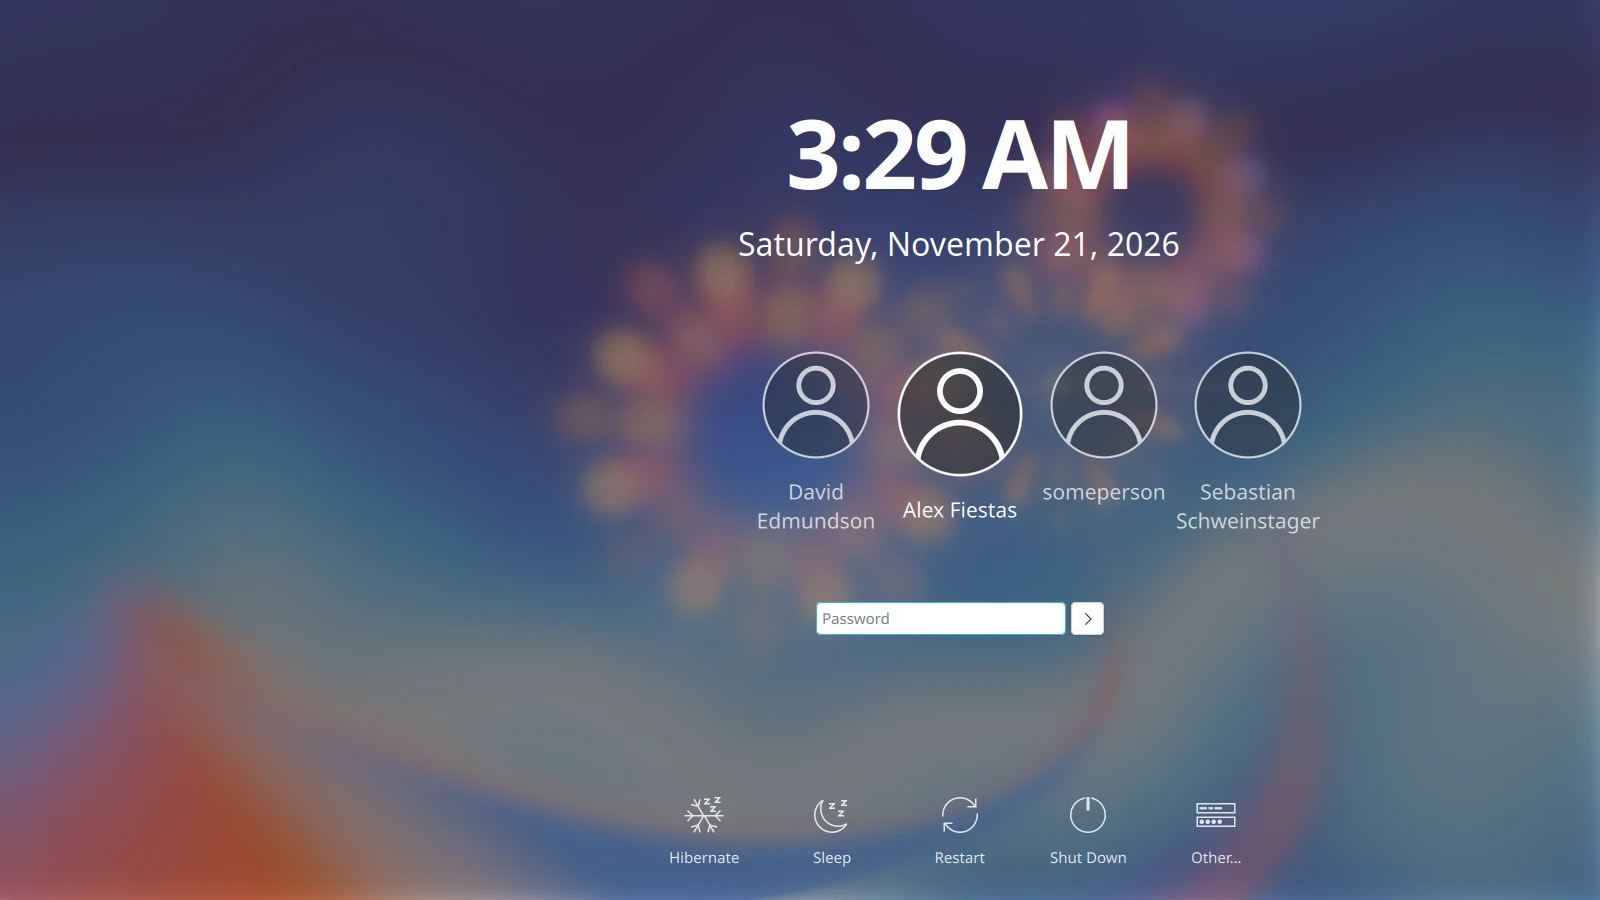 3:29 AM
Saturday, November 21, 2026
David
Edmundson
Alex Fiestas
someperson
Sebastian
Schweinstager
Password
Hibernate
Sleep
Restart
Shut Down
Other...